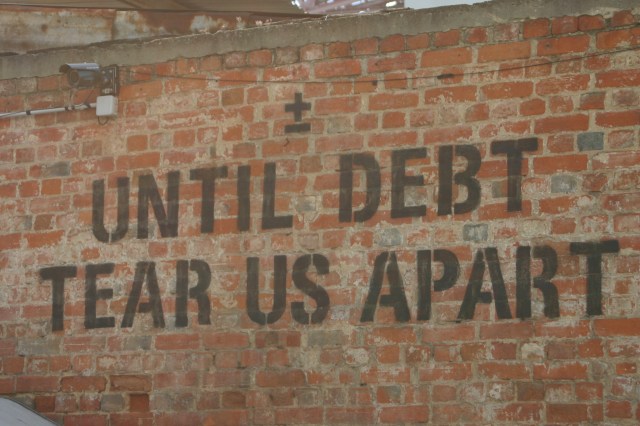 ±
UNTIL DEBT
TEAR US APART